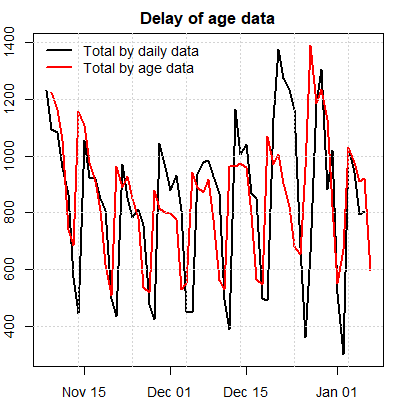 Delay of age data
Total by daily data
Total by age data
1400
1200
1000
800
600
400
Nov 15
Dec 01
Dec 15
Jan 01